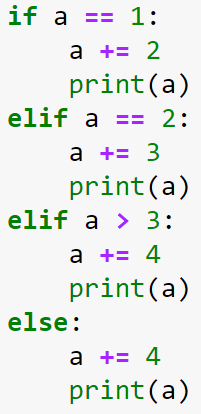 if a == 1:
    a += 2
    print(a)
elif a == 2:
    a += 3
    print(a)
elif a > 3:
    a += 4
    print(a)
else:
    a += 4
    print(a)